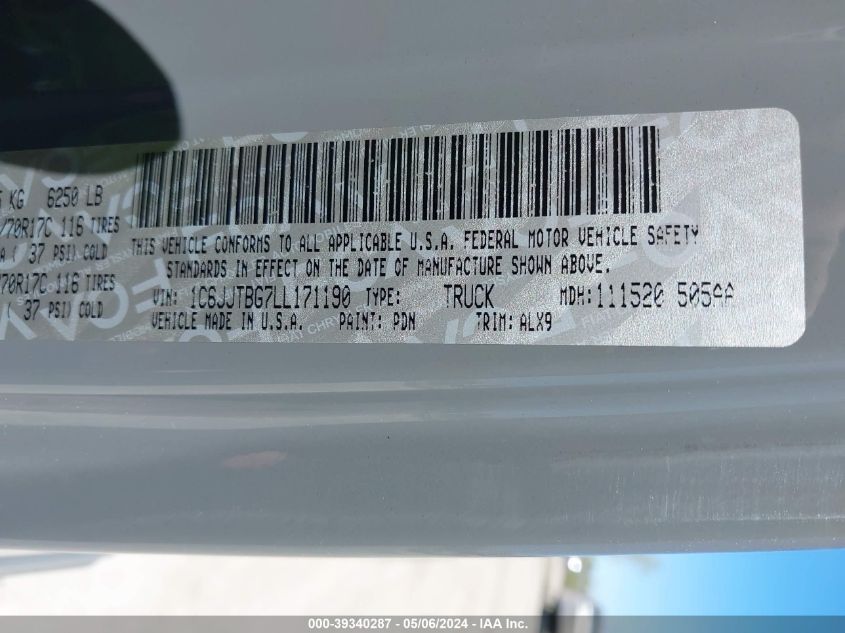 KG 6250 LB
70R17C 116 TIRES
( 37 PSI) COLD
70R17C 116 TIRES
( 37 PSI) COLD
THIS VEHICLE CONFORMS TO ALL APPLICABLE U.S.A. FEDERAL MOTOR VEHICLE SAFETY
STANDARDS IN EFFECT ON THE DATE OF MANUFACTURE SHOWN ABOVE.
VIN: 1C6JJTBG7LL171190 TYPE: TRUCK MDH: 111520 505AA
VEHICLE MADE IN U.S.A. PAINT: PDN TRIM: ALX9
000-39340287 - 05/06/2024 - IAA Inc.